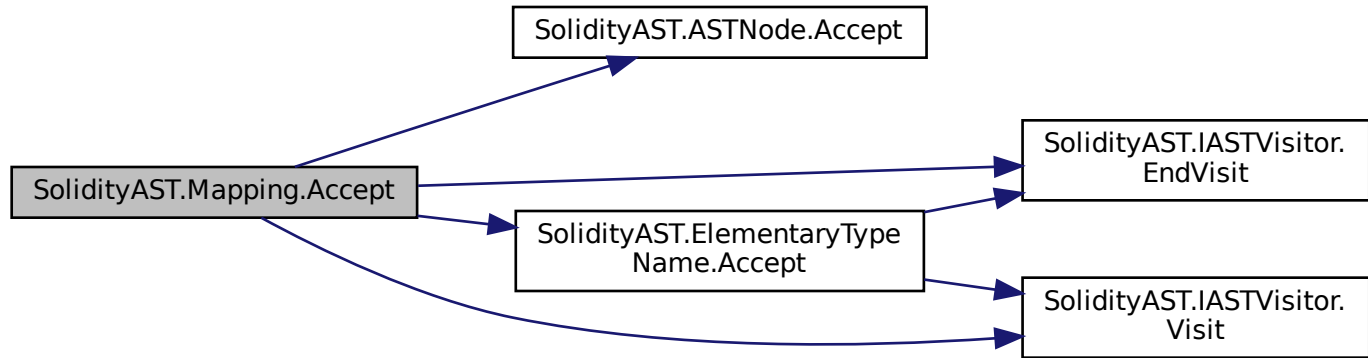 SolidityAST.ASTNode.Accept
SolidityAST.Mapping.Accept
SolidityAST.IASTVisitor.
EndVisit
SolidityAST.ElementaryType
Name.Accept
SolidityAST.IASTVisitor.
Visit